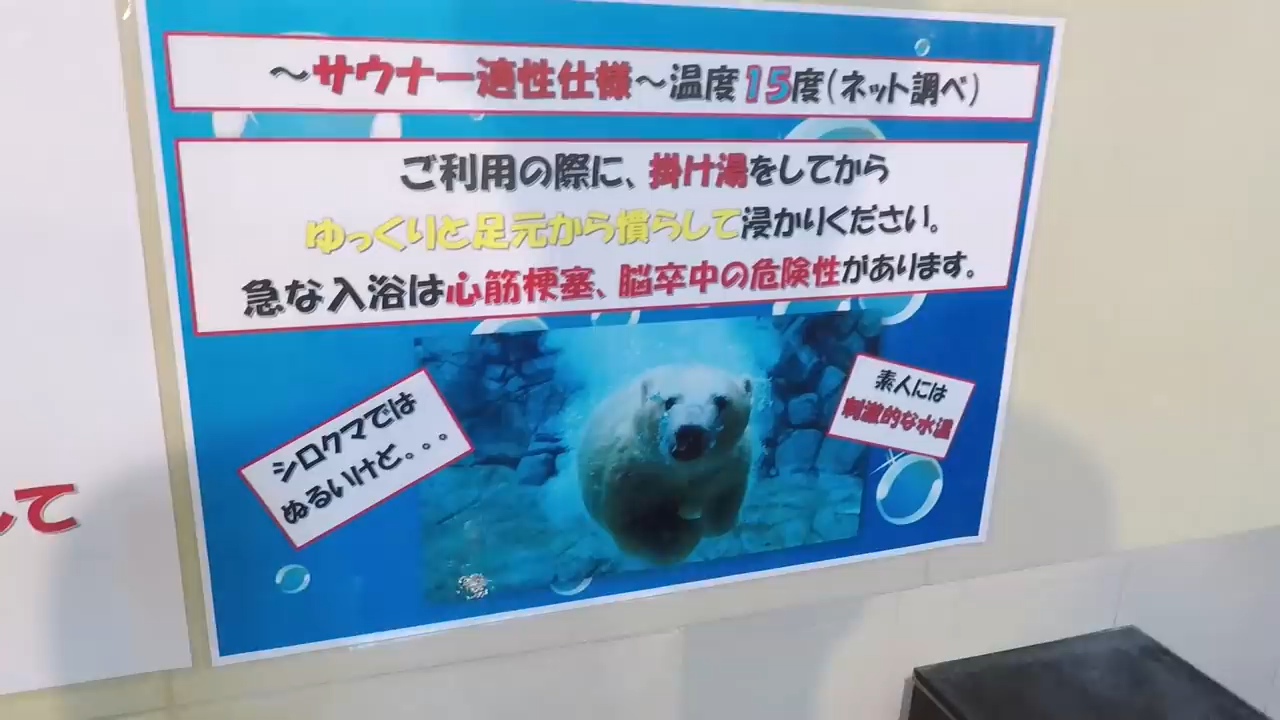 ～サウナー適性仕様～温度15度(ネット調べ)
ご利用の際に、掛け湯をしてから
ゆっくりと足元から慣らして浸かりください。
急な入浴は心筋梗塞、脳卒中の危険性があります。
シロクマでは
ぬるいけど。。。
素人には
刺激的な水温
して